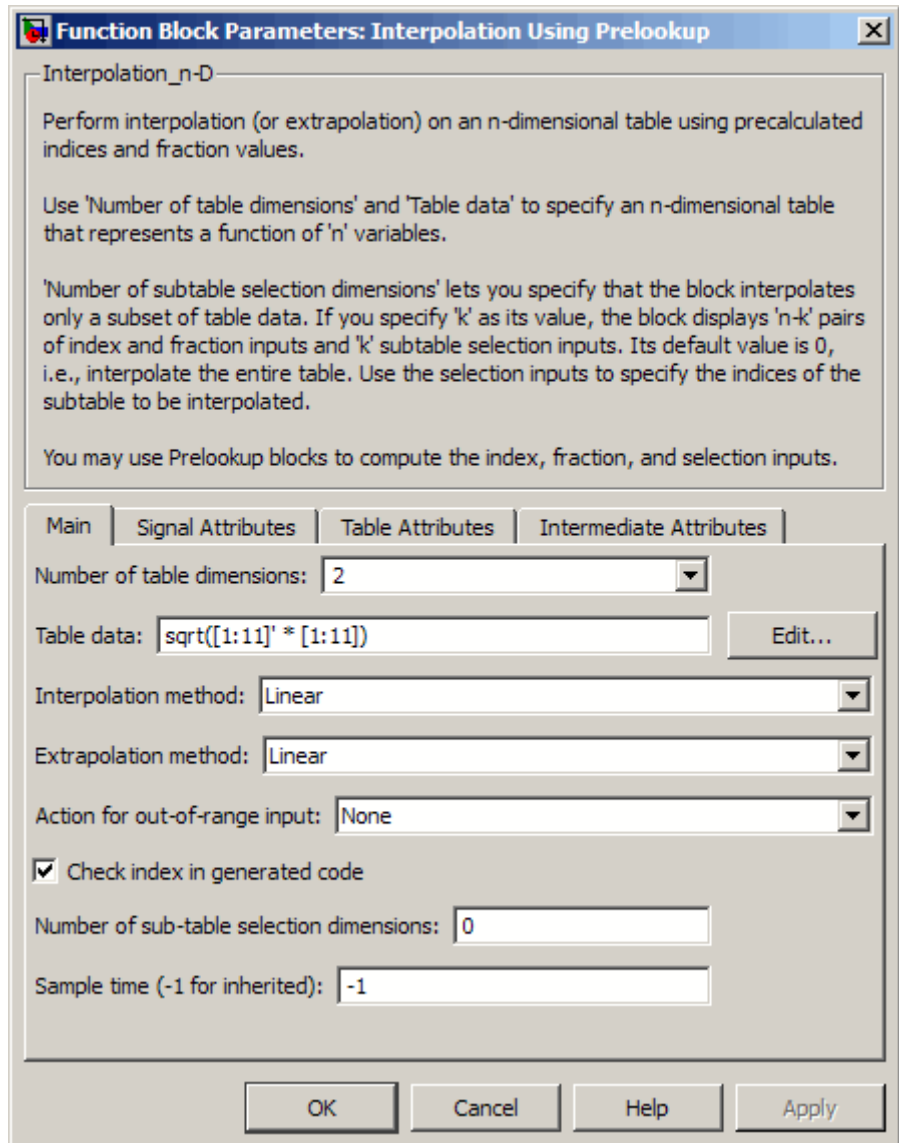 Function Block Parameters: Interpolation Using Prelookup
Interpolation_n-D
Perform interpolation (or extrapolation) on an n-dimensional table using precalculated
indices and fraction values.
Use 'Number of table dimensions' and 'Table data' to specify an n-dimensional table
that represents a function of 'n' variables.
'Number of subtable selection dimensions' lets you specify that the block interpolates
only a subset of table data. If you specify 'k' as its value, the block displays 'n-k' pairs
of index and fraction inputs and 'k' subtable selection inputs. Its default value is 0,
i.e., interpolate the entire table. Use the selection inputs to specify the indices of the
subtable to be interpolated.
You may use Prelookup blocks to compute the index, fraction, and selection inputs.
Main Signal Attributes Table Attributes Intermediate Attributes
Number of table dimensions: 2
Table data: sqrt([1:11]' * [1:11]) Edit...
Interpolation method: Linear
Extrapolation method: Linear
Action for out-of-range input: None
Check index in generated code
Number of sub-table selection dimensions: 0
Sample time (-1 for inherited): -1
OK Cancel Help Apply